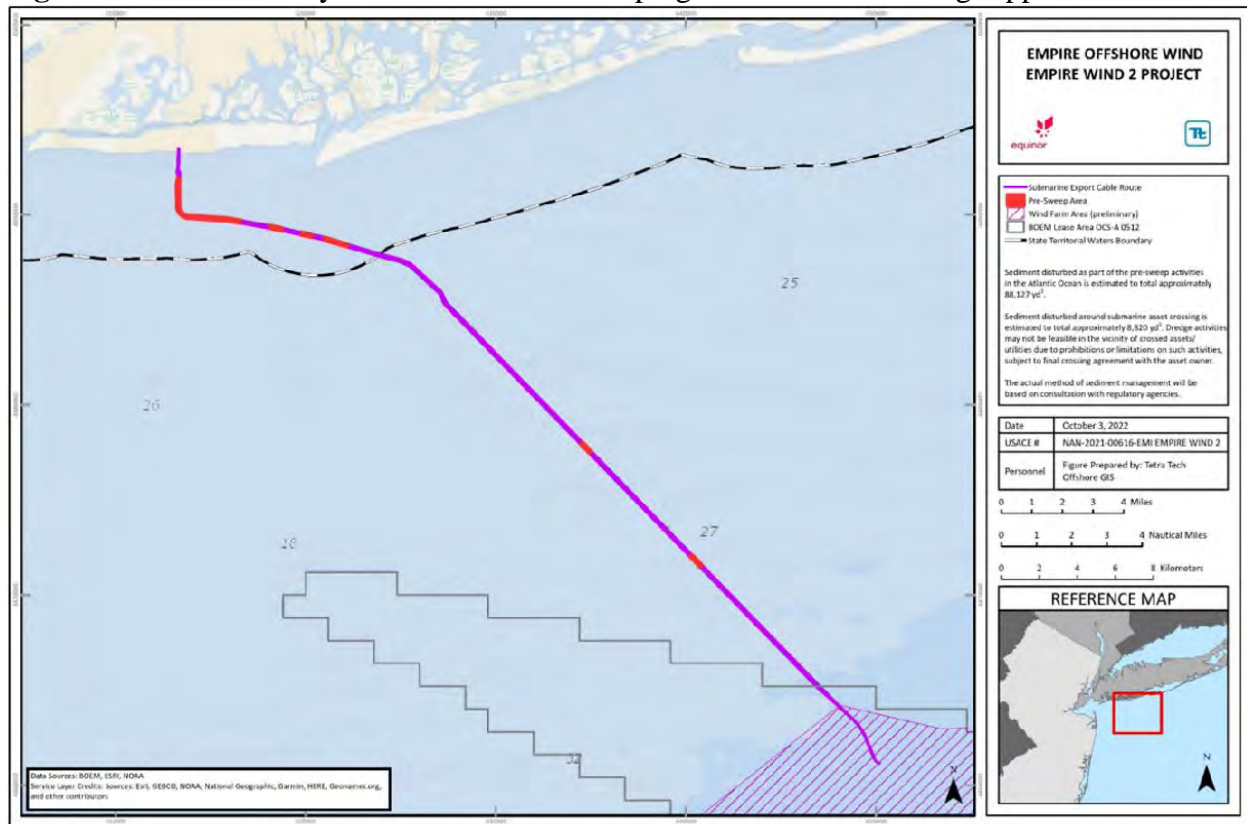 EMPIRE OFFSHORE WIND
EMPIRE WIND 2 PROJECT
equinor
Tt
Submarine Export Cable Route
Pre-Sweep Area
Wind Farm Area (preliminary)
BOEM Lease Area OCS-A 0512
State Territorial Waters Boundary
Sediment disturbed as part of the pre-sweep activities
in the Atlantic Ocean is estimated to total approximately
88,127 yd³.
Sediment disturbed around submarine asset crossing is
estimated to total approximately 8,820 yd³. Dredge activities
may not be feasible in the vicinity of crossed assets/
utilities due to prohibitions or limitations on such activities,
subject to final crossing agreement with the asset owner.
The actual method of sediment management will be
based on consultation with regulatory agencies.
Date October 3, 2022
USACE # NAN-2021-00616-EMI EMPIRE WIND 2
Personnel Figure Prepared by: Tetra Tech
Offshore GIS
0 1 2 3 4 Miles
0 1 2 3 4 Nautical Miles
0 2 4 6 8 Kilometers
REFERENCE MAP
N
25
26
27
18
32
N
Data Sources: BOEM, ESRI, NOAA
Service Layer Credits: Sources: Esri, GEBCO, NOAA, National Geographic, Garmin, HERE, Geonames.org,
and other contributors